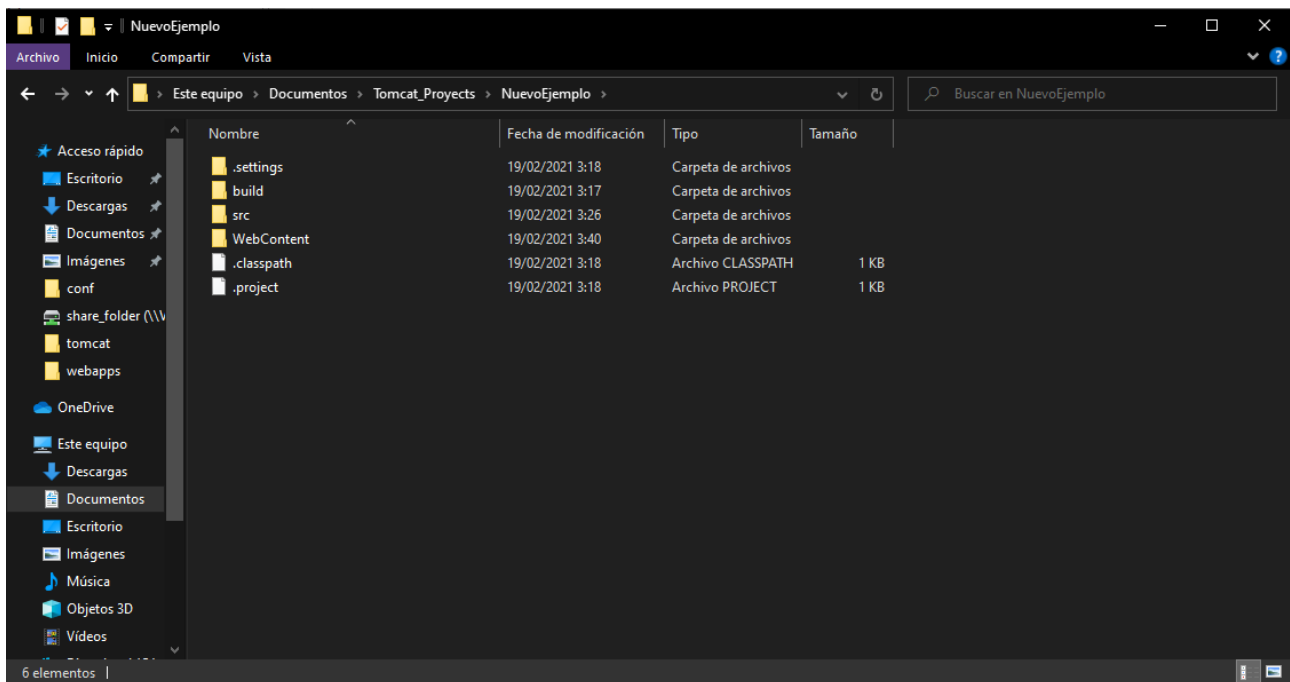 NuevoEjemplo
Archivo Inicio Compartir Vista
Este equipo > Documentos > Tomcat_Proyects > NuevoEjemplo >
Buscar en NuevoEjemplo
Nombre Fecha de modificación Tipo Tamaño
.settings 19/02/2021 3:18 Carpeta de archivos
build 19/02/2021 3:17 Carpeta de archivos
src 19/02/2021 3:26 Carpeta de archivos
WebContent 19/02/2021 3:40 Carpeta de archivos
.classpath 19/02/2021 3:18 Archivo CLASSPATH 1 KB
.project 19/02/2021 3:18 Archivo PROJECT 1 KB
Acceso rápido
Escritorio
Descargas
Documentos
Imágenes
conf
share_folder (\\V
tomcat
webapps
OneDrive
Este equipo
Descargas
Documentos
Escritorio
Imágenes
Música
Objetos 3D
Vídeos
6 elementos